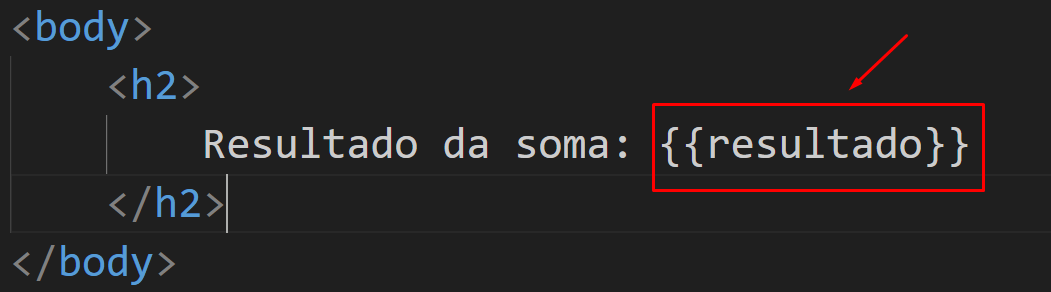 <body>
<h2>
Resultado da soma: {{resultado}}
</h2>
</body>